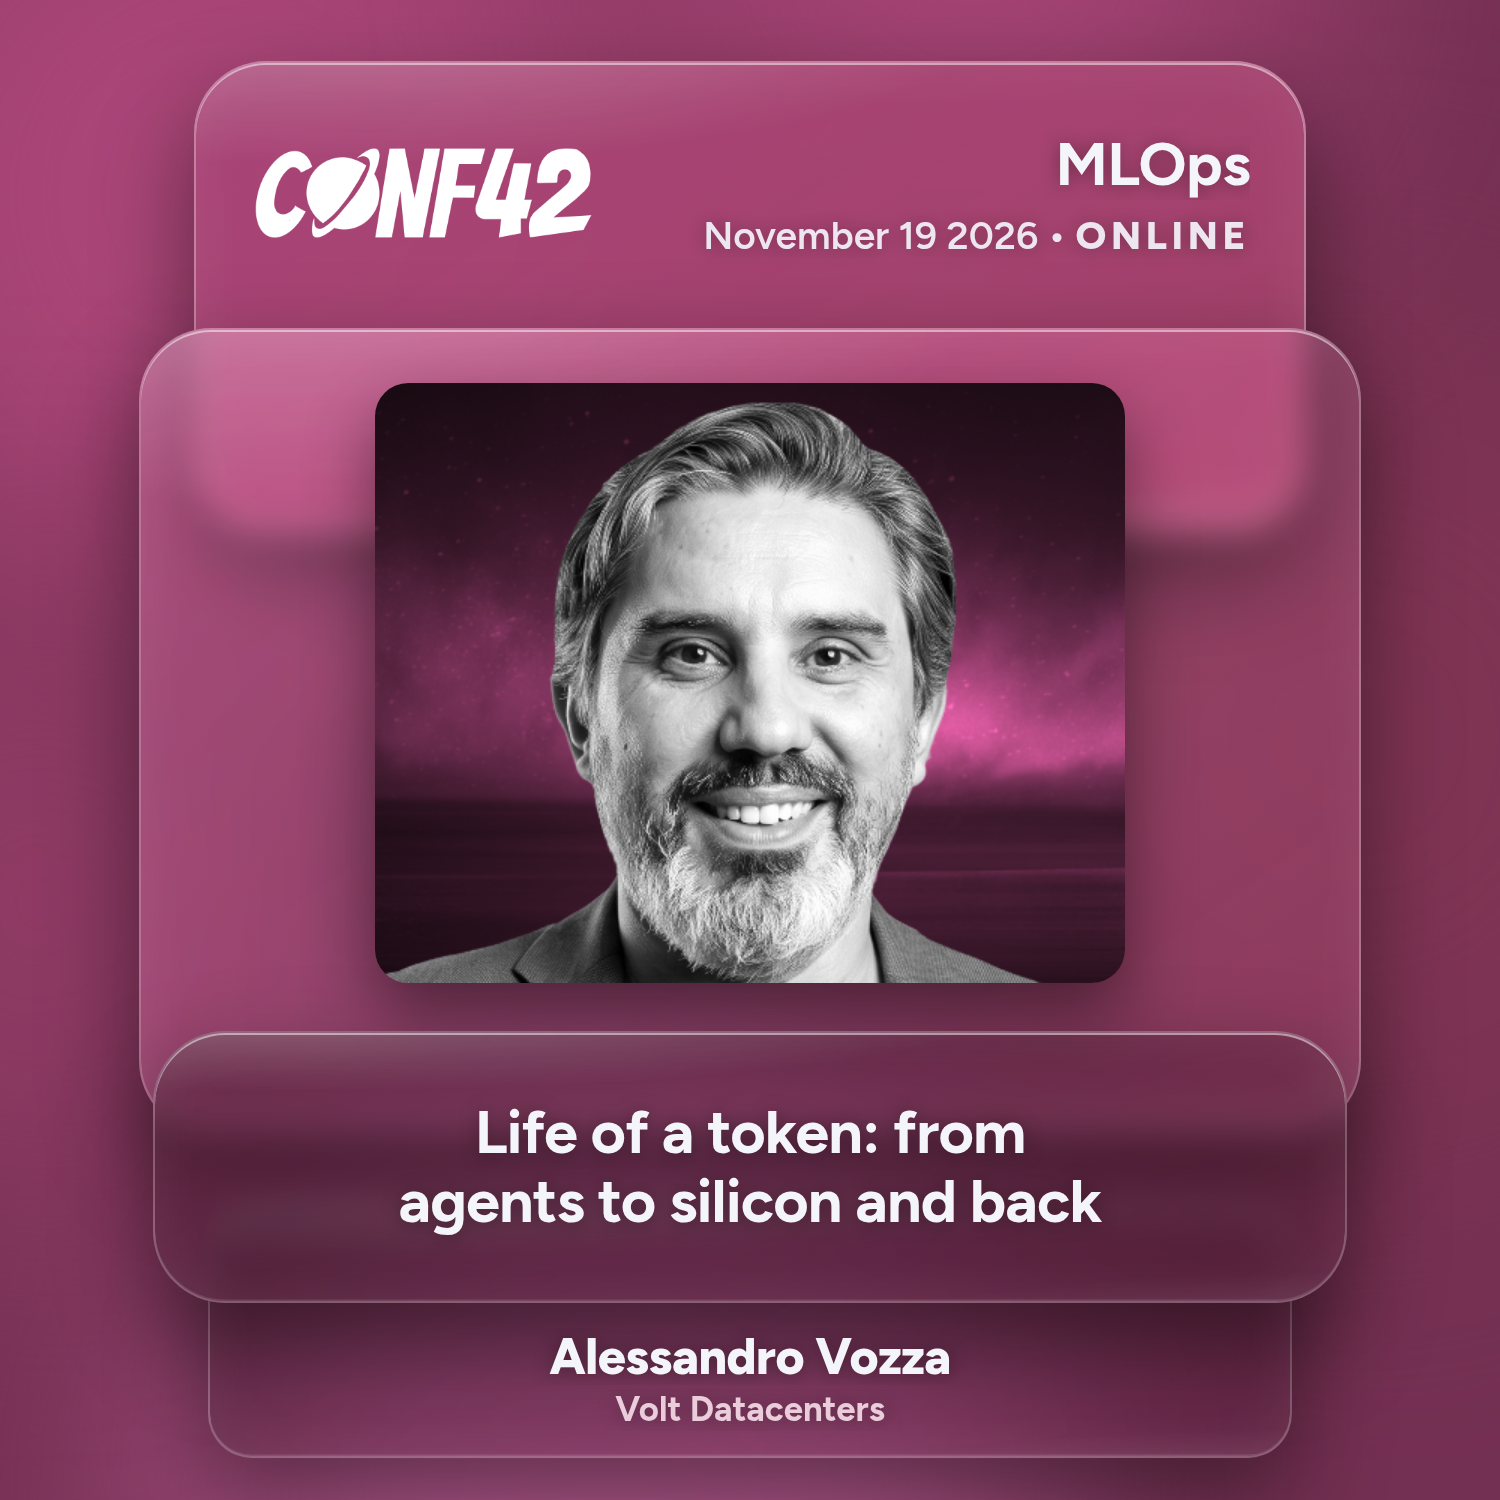 CONF42
MLOps
November 19 2026 • ONLINE
Life of a token: from
agents to silicon and back
Alessandro Vozza
Volt Datacenters